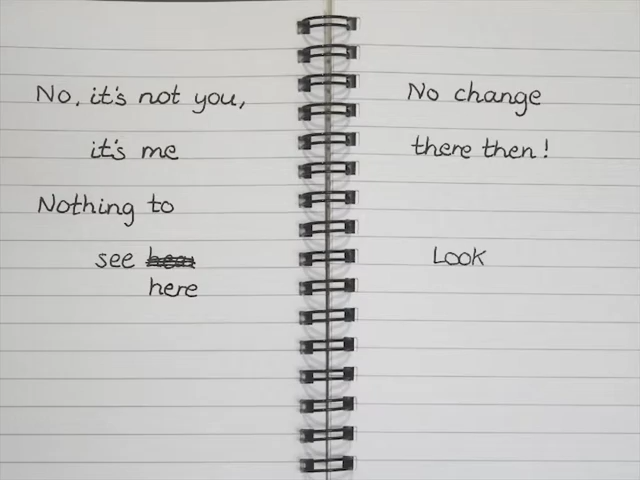 No, it's not you,
it's me
Nothing to
see
here
No change
there then!
Look